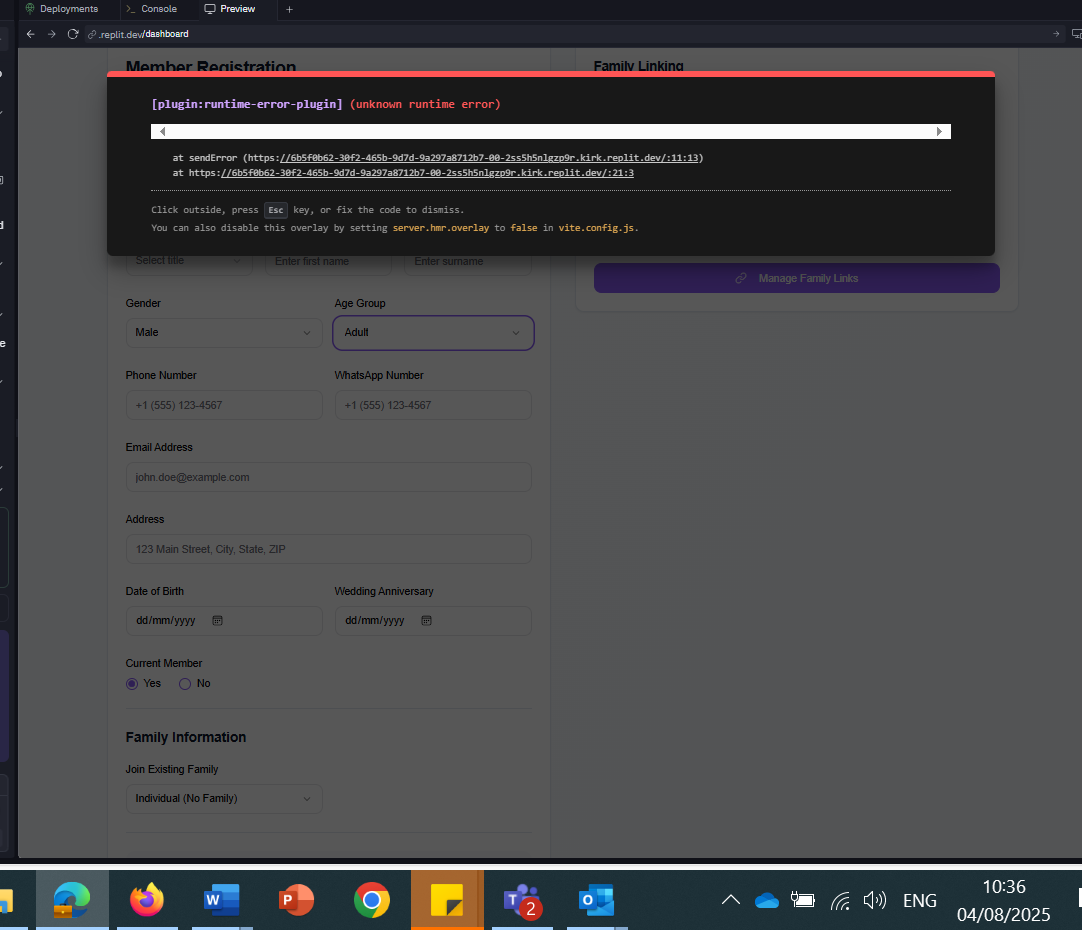 Deployments
>_ Console
Preview
.replit.dev/dashboard
Member Registration
Family Linking
[plugin:runtime-error-plugin] (unknown runtime error)
at sendError (https://6b5f0b62-30f2-465b-9d7d-9a297a8712b7-00-2ss5h5nlgzp9r.kirk.replit.dev/:11:13)
at https://6b5f0b62-30f2-465b-9d7d-9a297a8712b7-00-2ss5h5nlgzp9r.kirk.replit.dev/:21:3
Click outside, press Esc key, or fix the code to dismiss.
You can also disable this overlay by setting server.hmr.overlay to false in vite.config.js.
Select title
Enter first name
Enter surname
Manage Family Links
Gender
Age Group
Male
Adult
Phone Number
WhatsApp Number
+1 (555) 123-4567
+1 (555) 123-4567
Email Address
john.doe@example.com
Address
123 Main Street, City, State, ZIP
Date of Birth
Wedding Anniversary
dd/mm/yyyy
dd/mm/yyyy
Current Member
Yes
No
Family Information
Join Existing Family
Individual (No Family)
W
P
T
2
O
ENG
10:36
04/08/2025